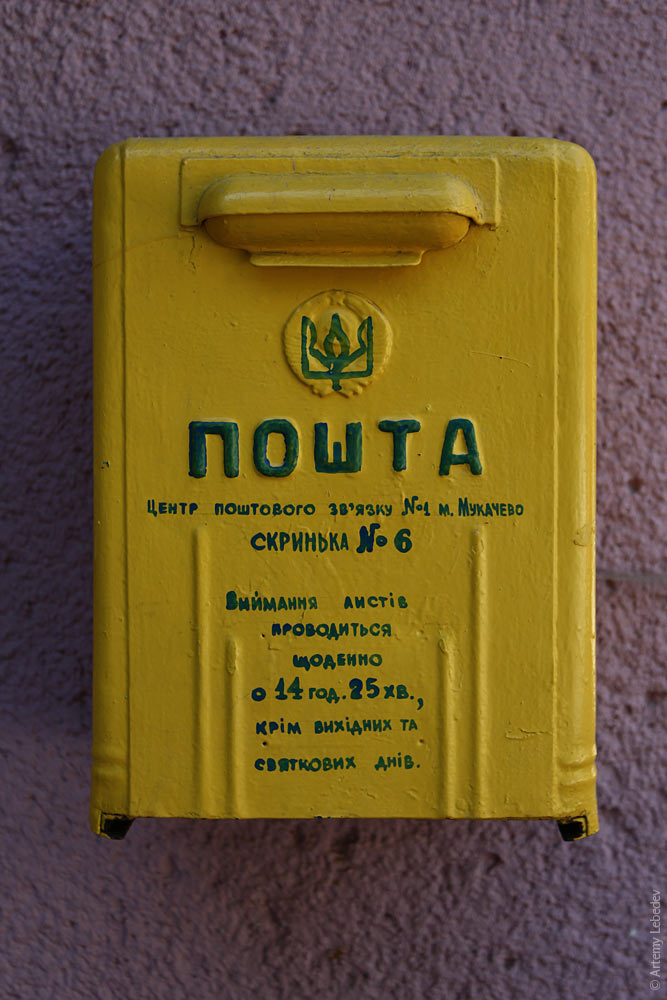 ПОШТА
ЦЕНТР ПОШТОВОГО ЗВ'ЯЗКУ №1 М. МУКАЧЕВО
СКРИНЬКА № 6
ВИЙМАННЯ ЛИСТІВ
ПРОВОДИТЬСЯ
ЩОДЕННО
О 14 ГОД. 25 ХВ.,
КРІМ ВИХІДНИХ ТА
СВЯТКОВИХ ДНІВ.
© Artemy Lebedev